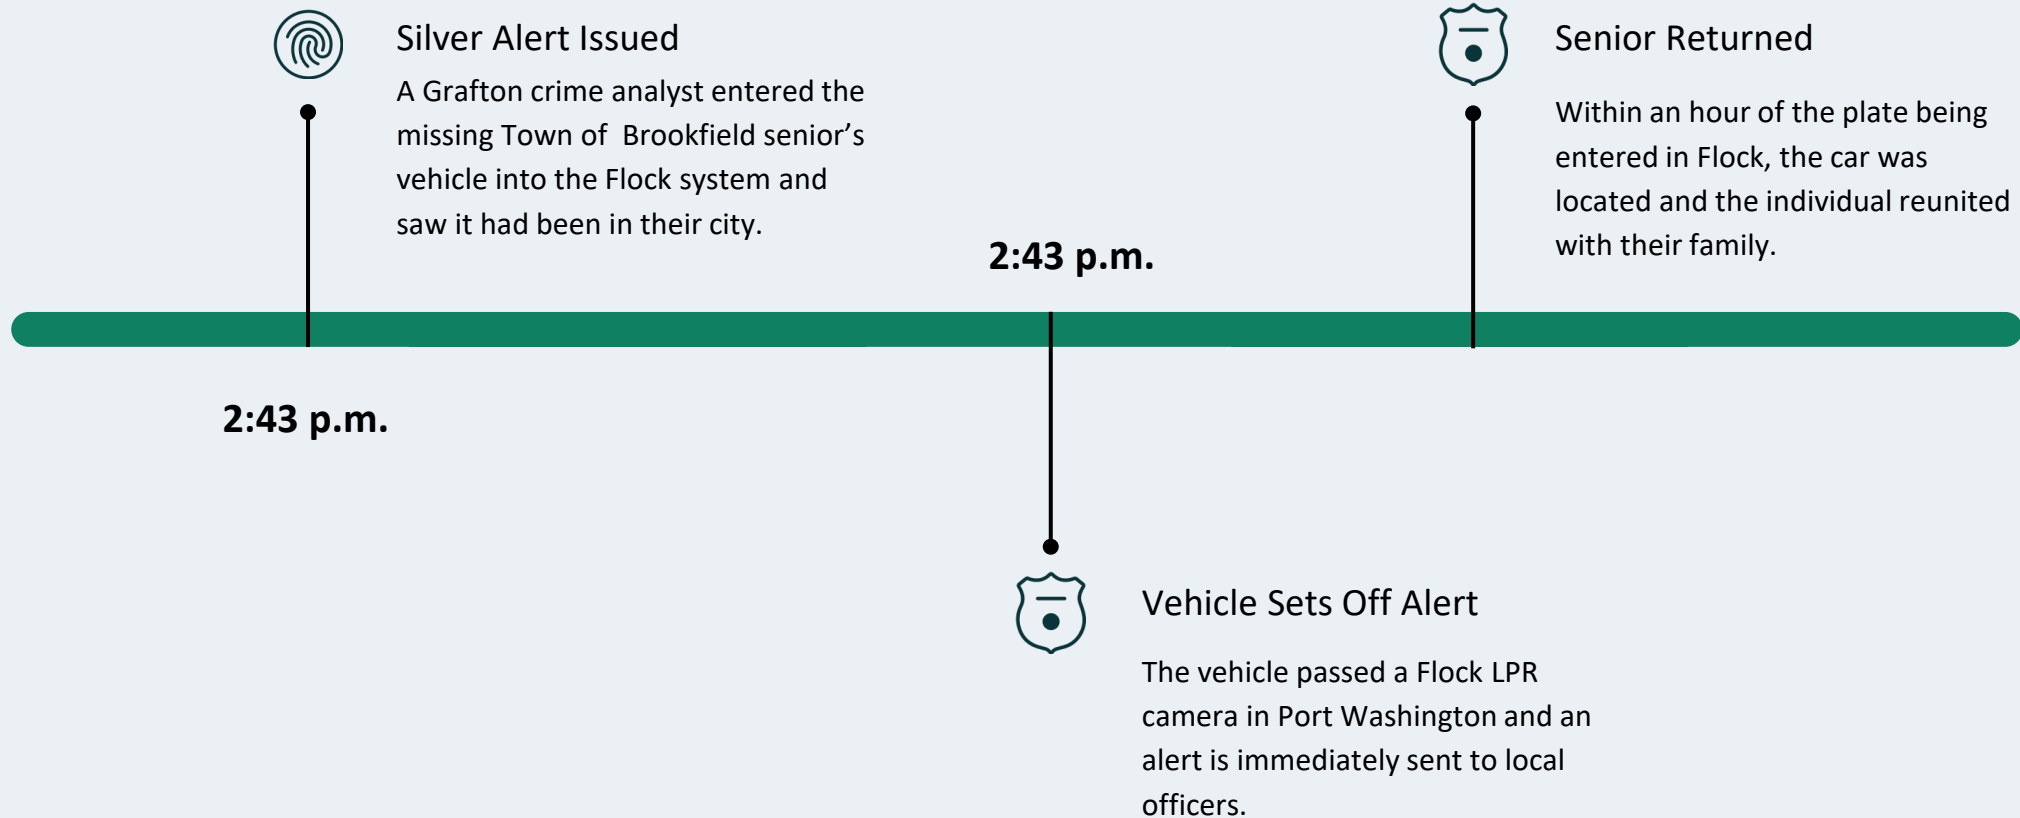 Silver Alert Issued
A Grafton crime analyst entered the
missing Town of  Brookfield senior’s
vehicle into the Flock system and
saw it had been in their city.
2:43 p.m.
2:43 p.m.
Vehicle Sets Off Alert
The vehicle passed a Flock LPR
camera in Port Washington and an
alert is immediately sent to local
officers.
Senior Returned
Within an hour of the plate being
entered in Flock, the car was
located and the individual reunited
with their family.